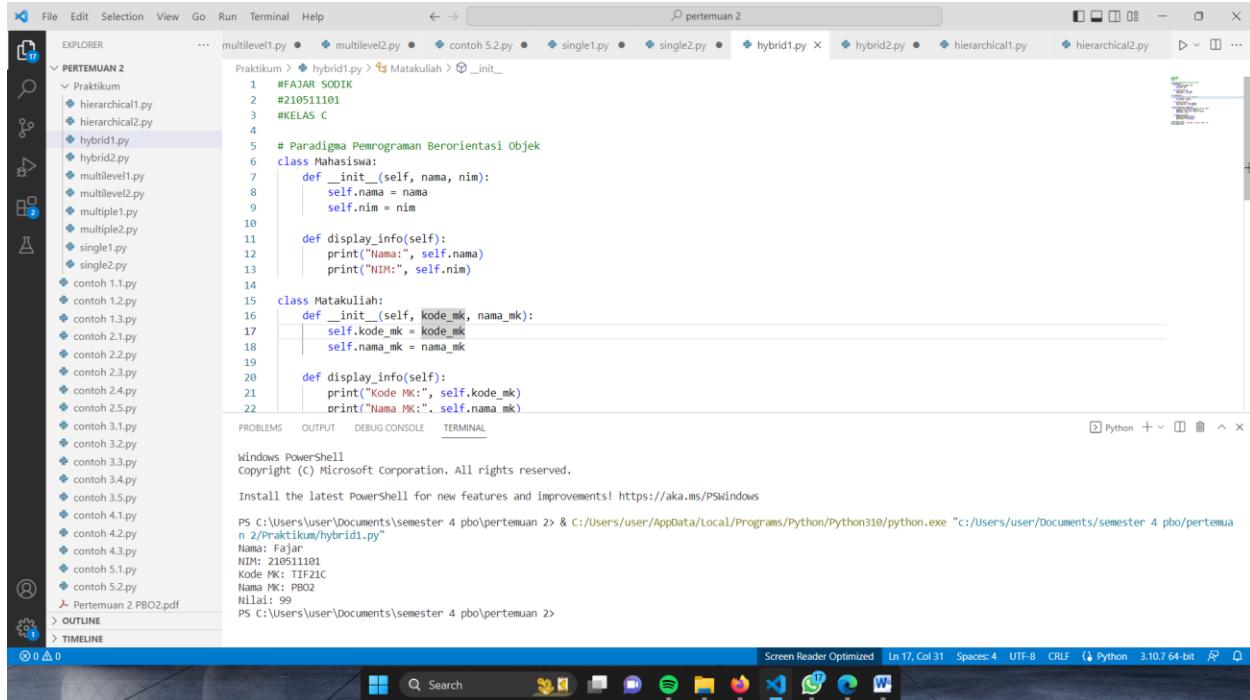 File Edit Selection View Go Run Terminal Help
pertemuan 2
EXPLORER
multilevel1.py multilevel2.py contoh 5.2.py single1.py single2.py hybrid1.py hybrid2.py hierarchical1.py hierarchical2.py
PERTEMUAN 2
Praktikum
hierarchical1.py
hierarchical2.py
hybrid1.py
hybrid2.py
multilevel1.py
multilevel2.py
multiple1.py
multiple2.py
single1.py
single2.py
contoh 1.1.py
contoh 1.2.py
contoh 1.3.py
contoh 2.1.py
contoh 2.2.py
contoh 2.3.py
contoh 2.4.py
contoh 2.5.py
contoh 3.1.py
contoh 3.2.py
contoh 3.3.py
contoh 3.4.py
contoh 3.5.py
contoh 4.1.py
contoh 4.2.py
contoh 4.3.py
contoh 5.1.py
contoh 5.2.py
Pertemuan 2 PBO2.pdf
OUTLINE
TIMELINE
17
2
1
Praktikum > hybrid1.py > Matakuliah > __init__
1 #FAJAR SODIK
2 #210511101
3 #KELAS C
4
5 # Paradigma Pemrograman Berorientasi Objek
6 class Mahasiswa:
7     def __init__(self, nama, nim):
8         self.nama = nama
9         self.nim = nim
10
11     def display_info(self):
12         print("Nama:", self.nama)
13         print("NIM:", self.nim)
14
15 class Matakuliah:
16     def __init__(self, kode_mk, nama_mk):
17         self.kode_mk = kode_mk
18         self.nama_mk = nama_mk
19
20     def display_info(self):
21         print("Kode MK:", self.kode_mk)
22         print("Nama MK:", self.nama_mk)
PROBLEMS OUTPUT DEBUG CONSOLE TERMINAL
Python
Windows PowerShell
Copyright (C) Microsoft Corporation. All rights reserved.
Install the latest PowerShell for new features and improvements! https://aka.ms/PSWindows
PS C:\Users\user\Documents\semester 4 pbo\pertemuan 2> & C:/Users/user/AppData/Local/Programs/Python/Python310/python.exe "c:/Users/user/Documents/semester 4 pbo/pertemua
n 2/Praktikum/hybrid1.py"
Nama: Fajar
NIM: 210511101
Kode MK: TIF21C
Nama MK: PBO2
Nilai: 99
PS C:\Users\user\Documents\semester 4 pbo\pertemuan 2>
0 0
Screen Reader Optimized Ln 17, Col 31 Spaces: 4 UTF-8 CRLF Python 3.10.7 64-bit
Search
17